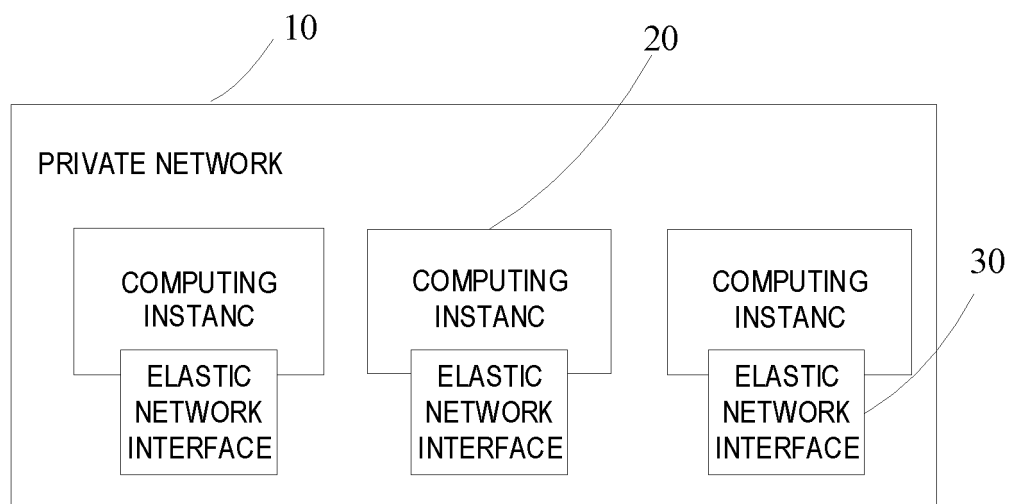 10
20
PRIVATE NETWORK
COMPUTING
INSTANC
COMPUTING
INSTANC
COMPUTING
INSTANC
30
ELASTIC
NETWORK
INTERFACE
ELASTIC
NETWORK
INTERFACE
ELASTIC
NETWORK
INTERFACE